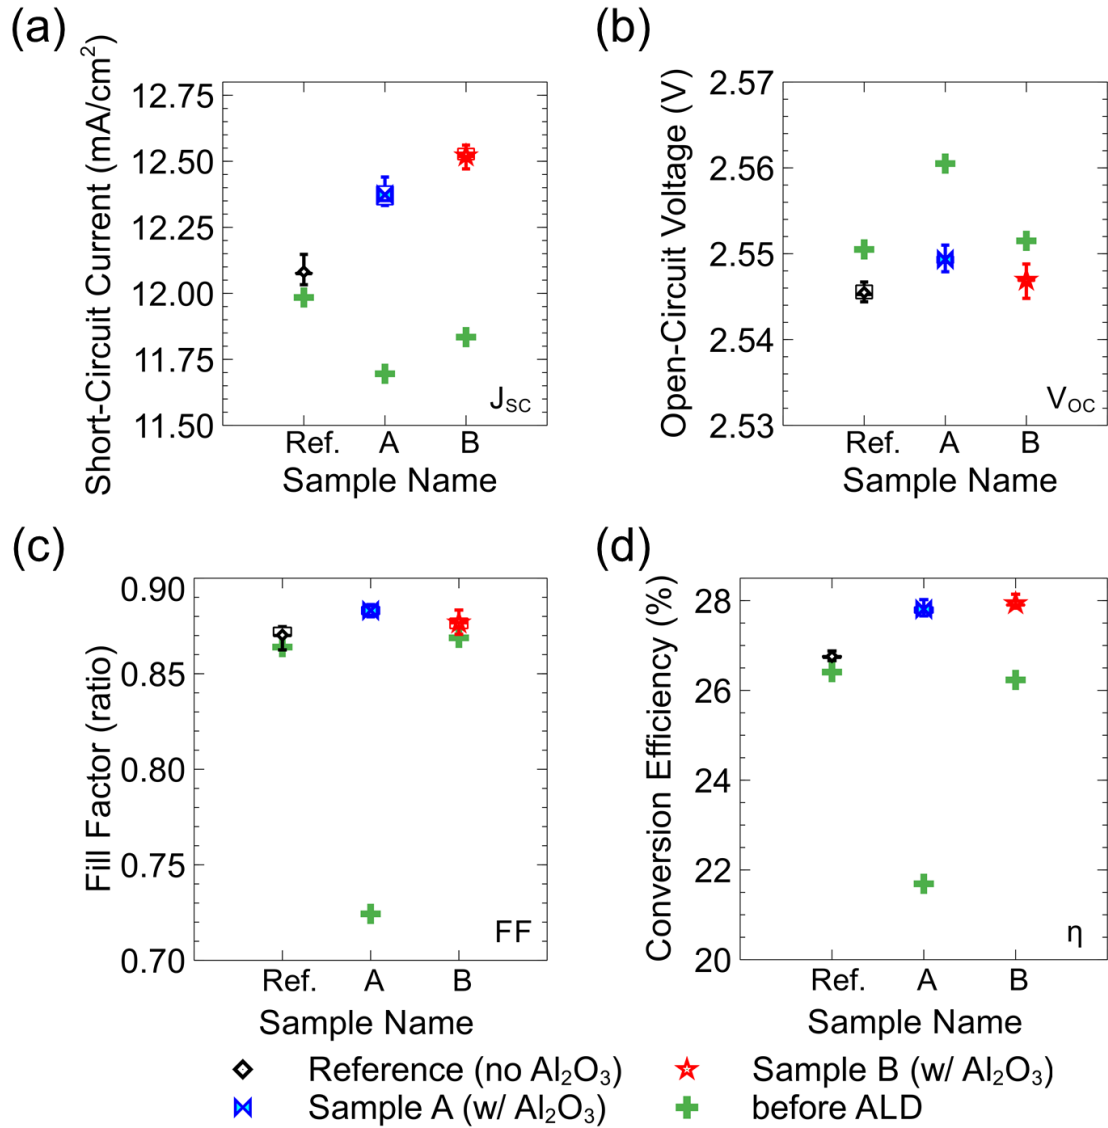 (a)
Short-Circuit Current (mA/cm²)
12.75
12.50
12.25
12.00
11.75
11.50
J_SC
Ref. A B
Sample Name
(b)
Open-Circuit Voltage (V)
2.57
2.56
2.55
2.54
2.53
V_OC
Ref. A B
Sample Name
(c)
Fill Factor (ratio)
0.90
0.85
0.80
0.75
0.70
FF
Ref. A B
Sample Name
(d)
Conversion Efficiency (%)
28
26
24
22
20
η
Ref. A B
Sample Name
Reference (no Al₂O₃)
Sample A (w/ Al₂O₃)
Sample B (w/ Al₂O₃)
before ALD